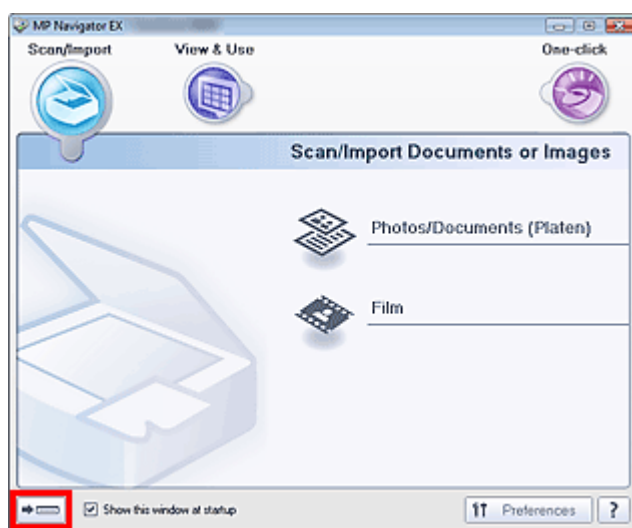 MP Navigator EX
Scan/Import View & Use One-click
Scan/Import Documents or Images
Photos/Documents (Platen)
Film
Show this window at startup Preferences ?